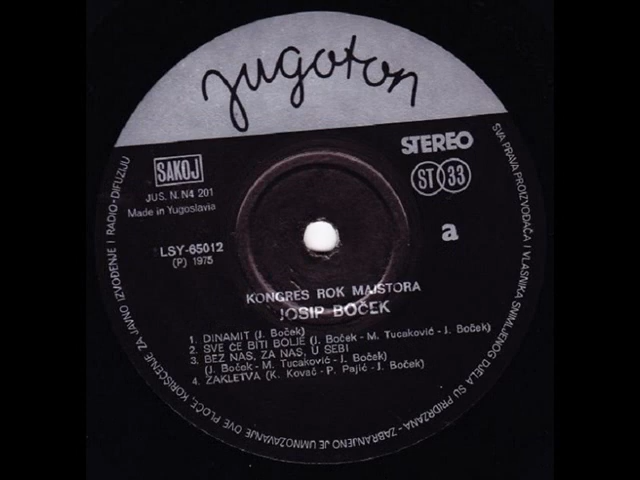 jugoton
SAKOJ
JUS. N. N4 201
Made in Yugoslavia
STEREO
ST 33
LSY-65012
(P) 1975
a
KONGRES ROK MAJSTORA
JOSIP BOČEK
1. DINAMIT (J. Boček)
2. SVE ĆE BITI BOLJE (J. Boček - M. Tucaković - J. Boček)
3. BEZ NAS, ZA NAS, U SEBI
(J. Boček - M. Tucaković - J. Boček)
4. ZAKLETVA (K. Kovač - P. Pajić - J. Boček)
SVA PRAVA PROIZVOĐAČA I VLASNIKA SNIMLJENOG DJELA SU PRIDRŽANA - ZABRANJENO JE UMNOŽAVANJE OVE PLOČE, KORIŠĆENJE ZA JAVNO IZVOĐENJE I RADIO-DIFUZIJU